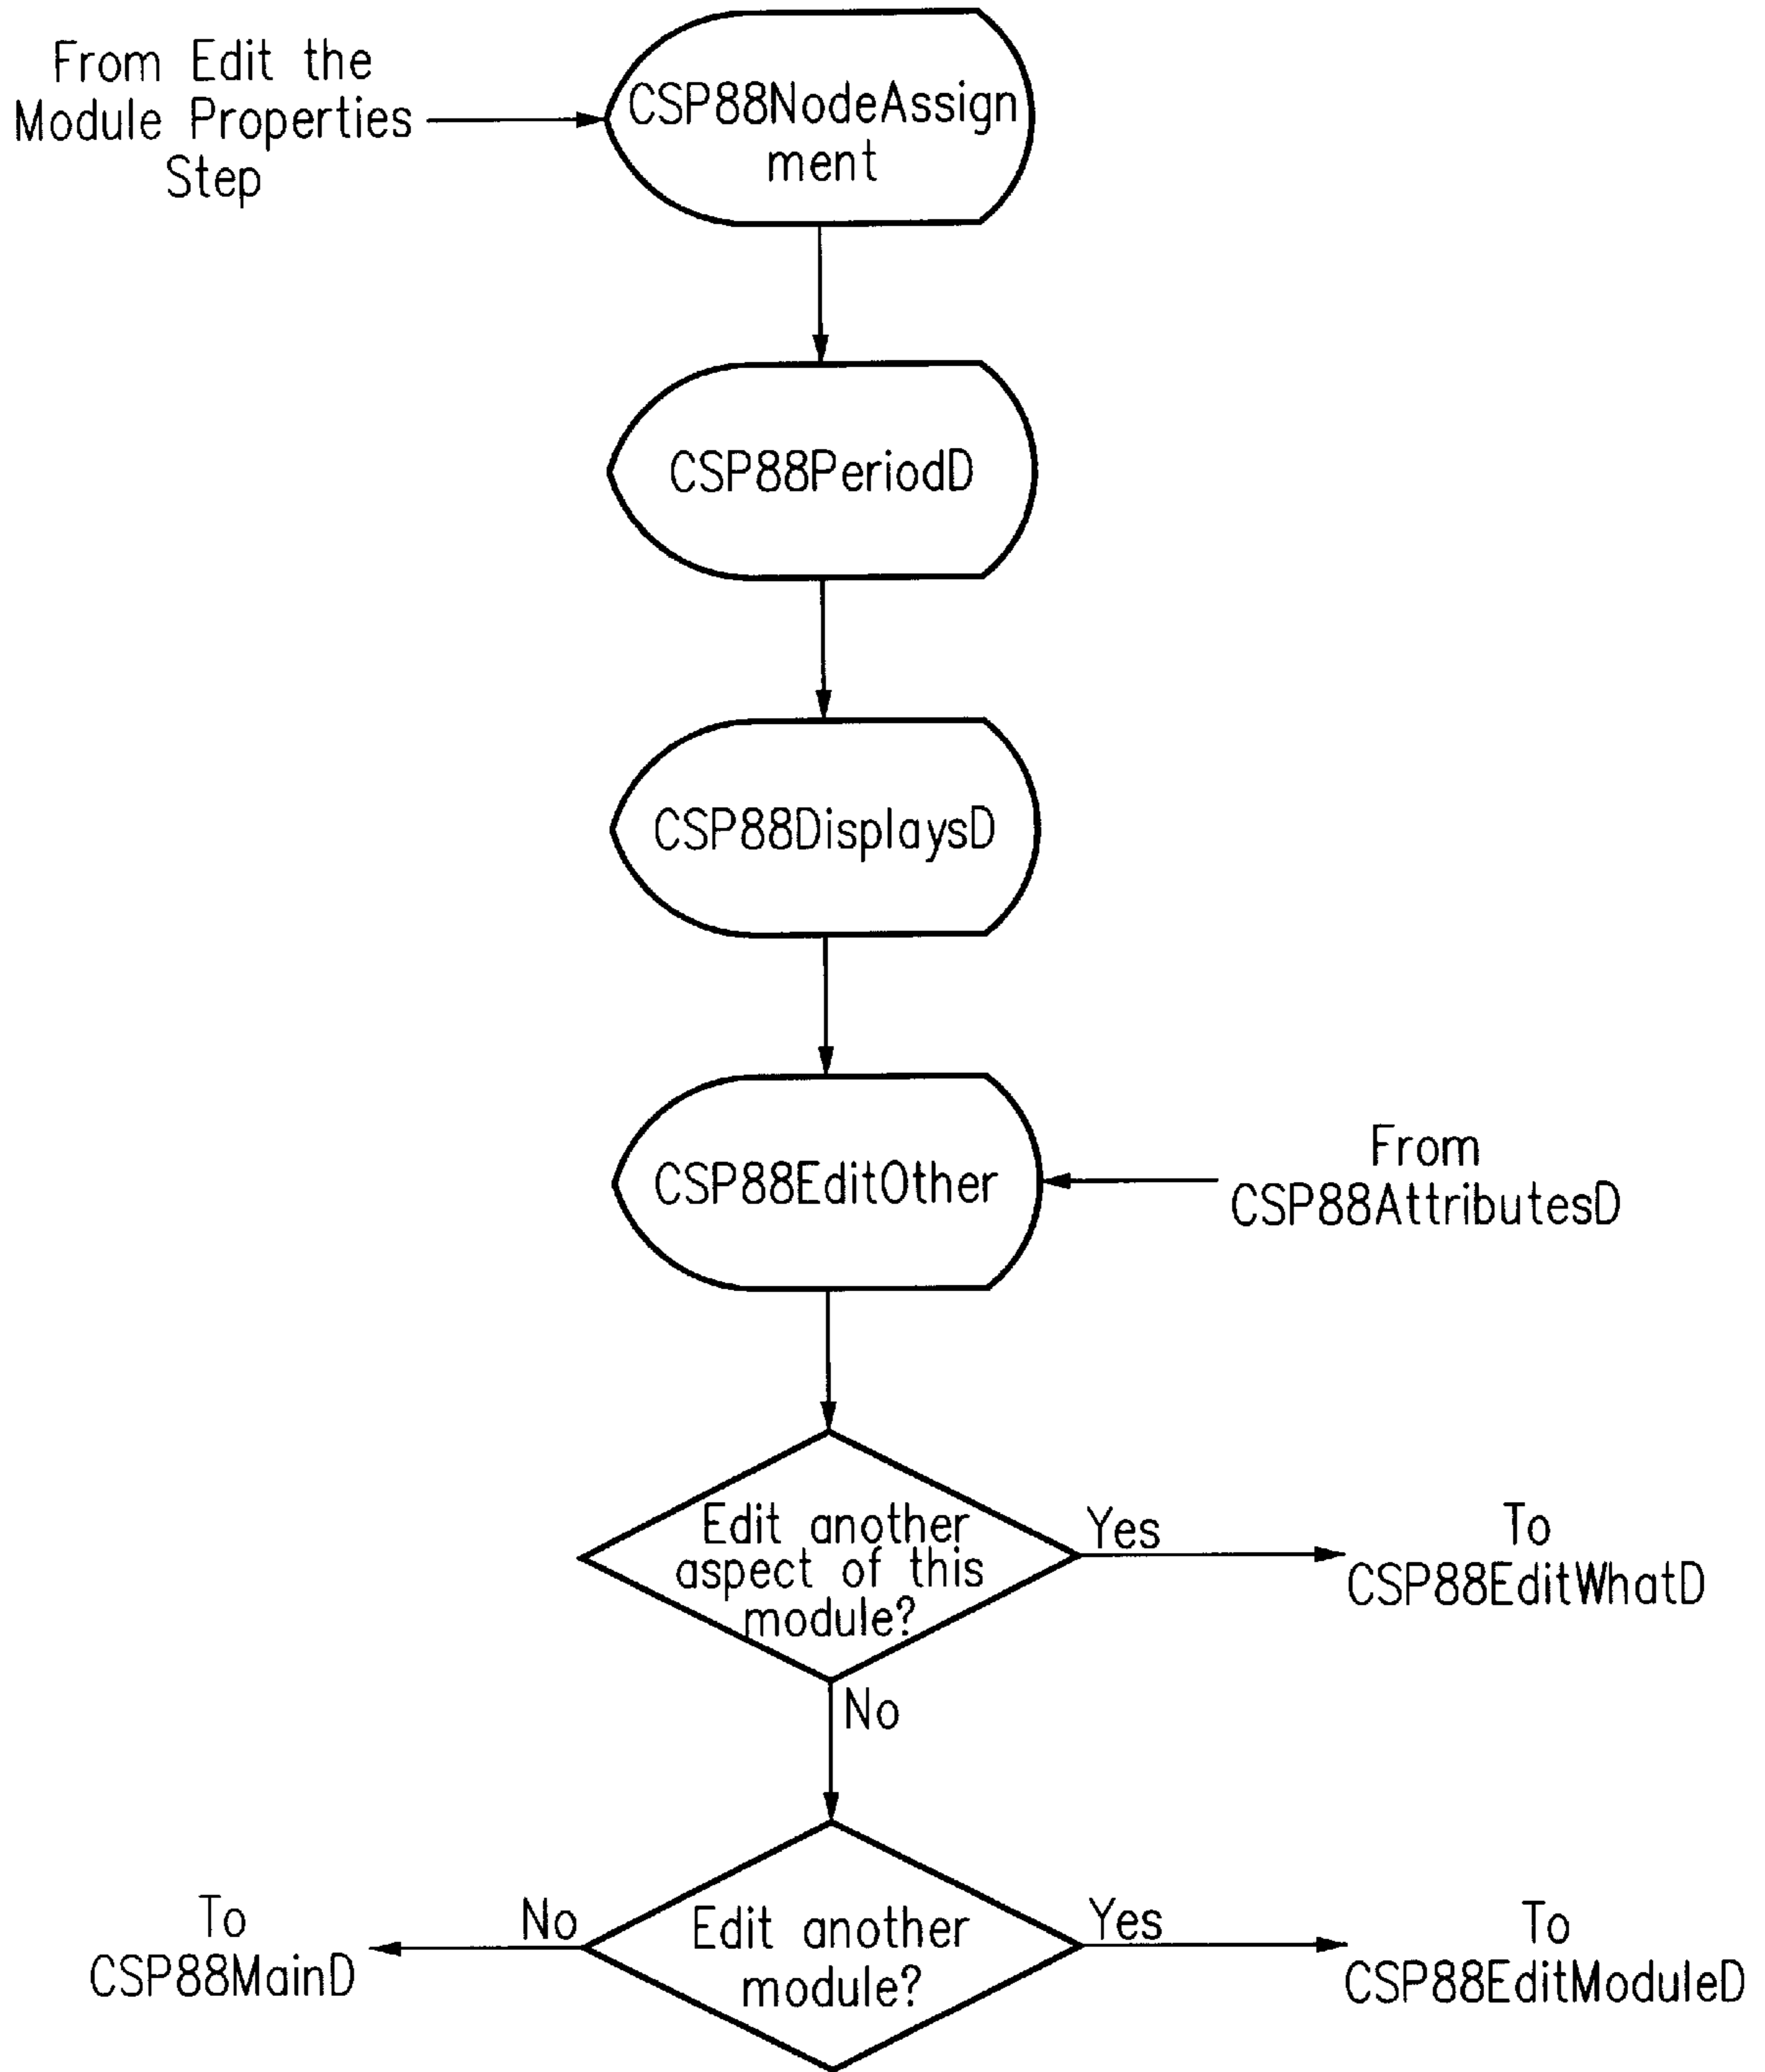 From Edit the
Module Properties
Step
CSP88NodeAssign
ment
CSP88PeriodD
CSP88DisplaysD
CSP88EditOther
From
CSP88AttributesD
Edit another
aspect of this
module?
Yes
To
CSP88EditWhatD
No
Edit another
module?
No
To
CSP88MainD
Yes
To
CSP88EditModuleD